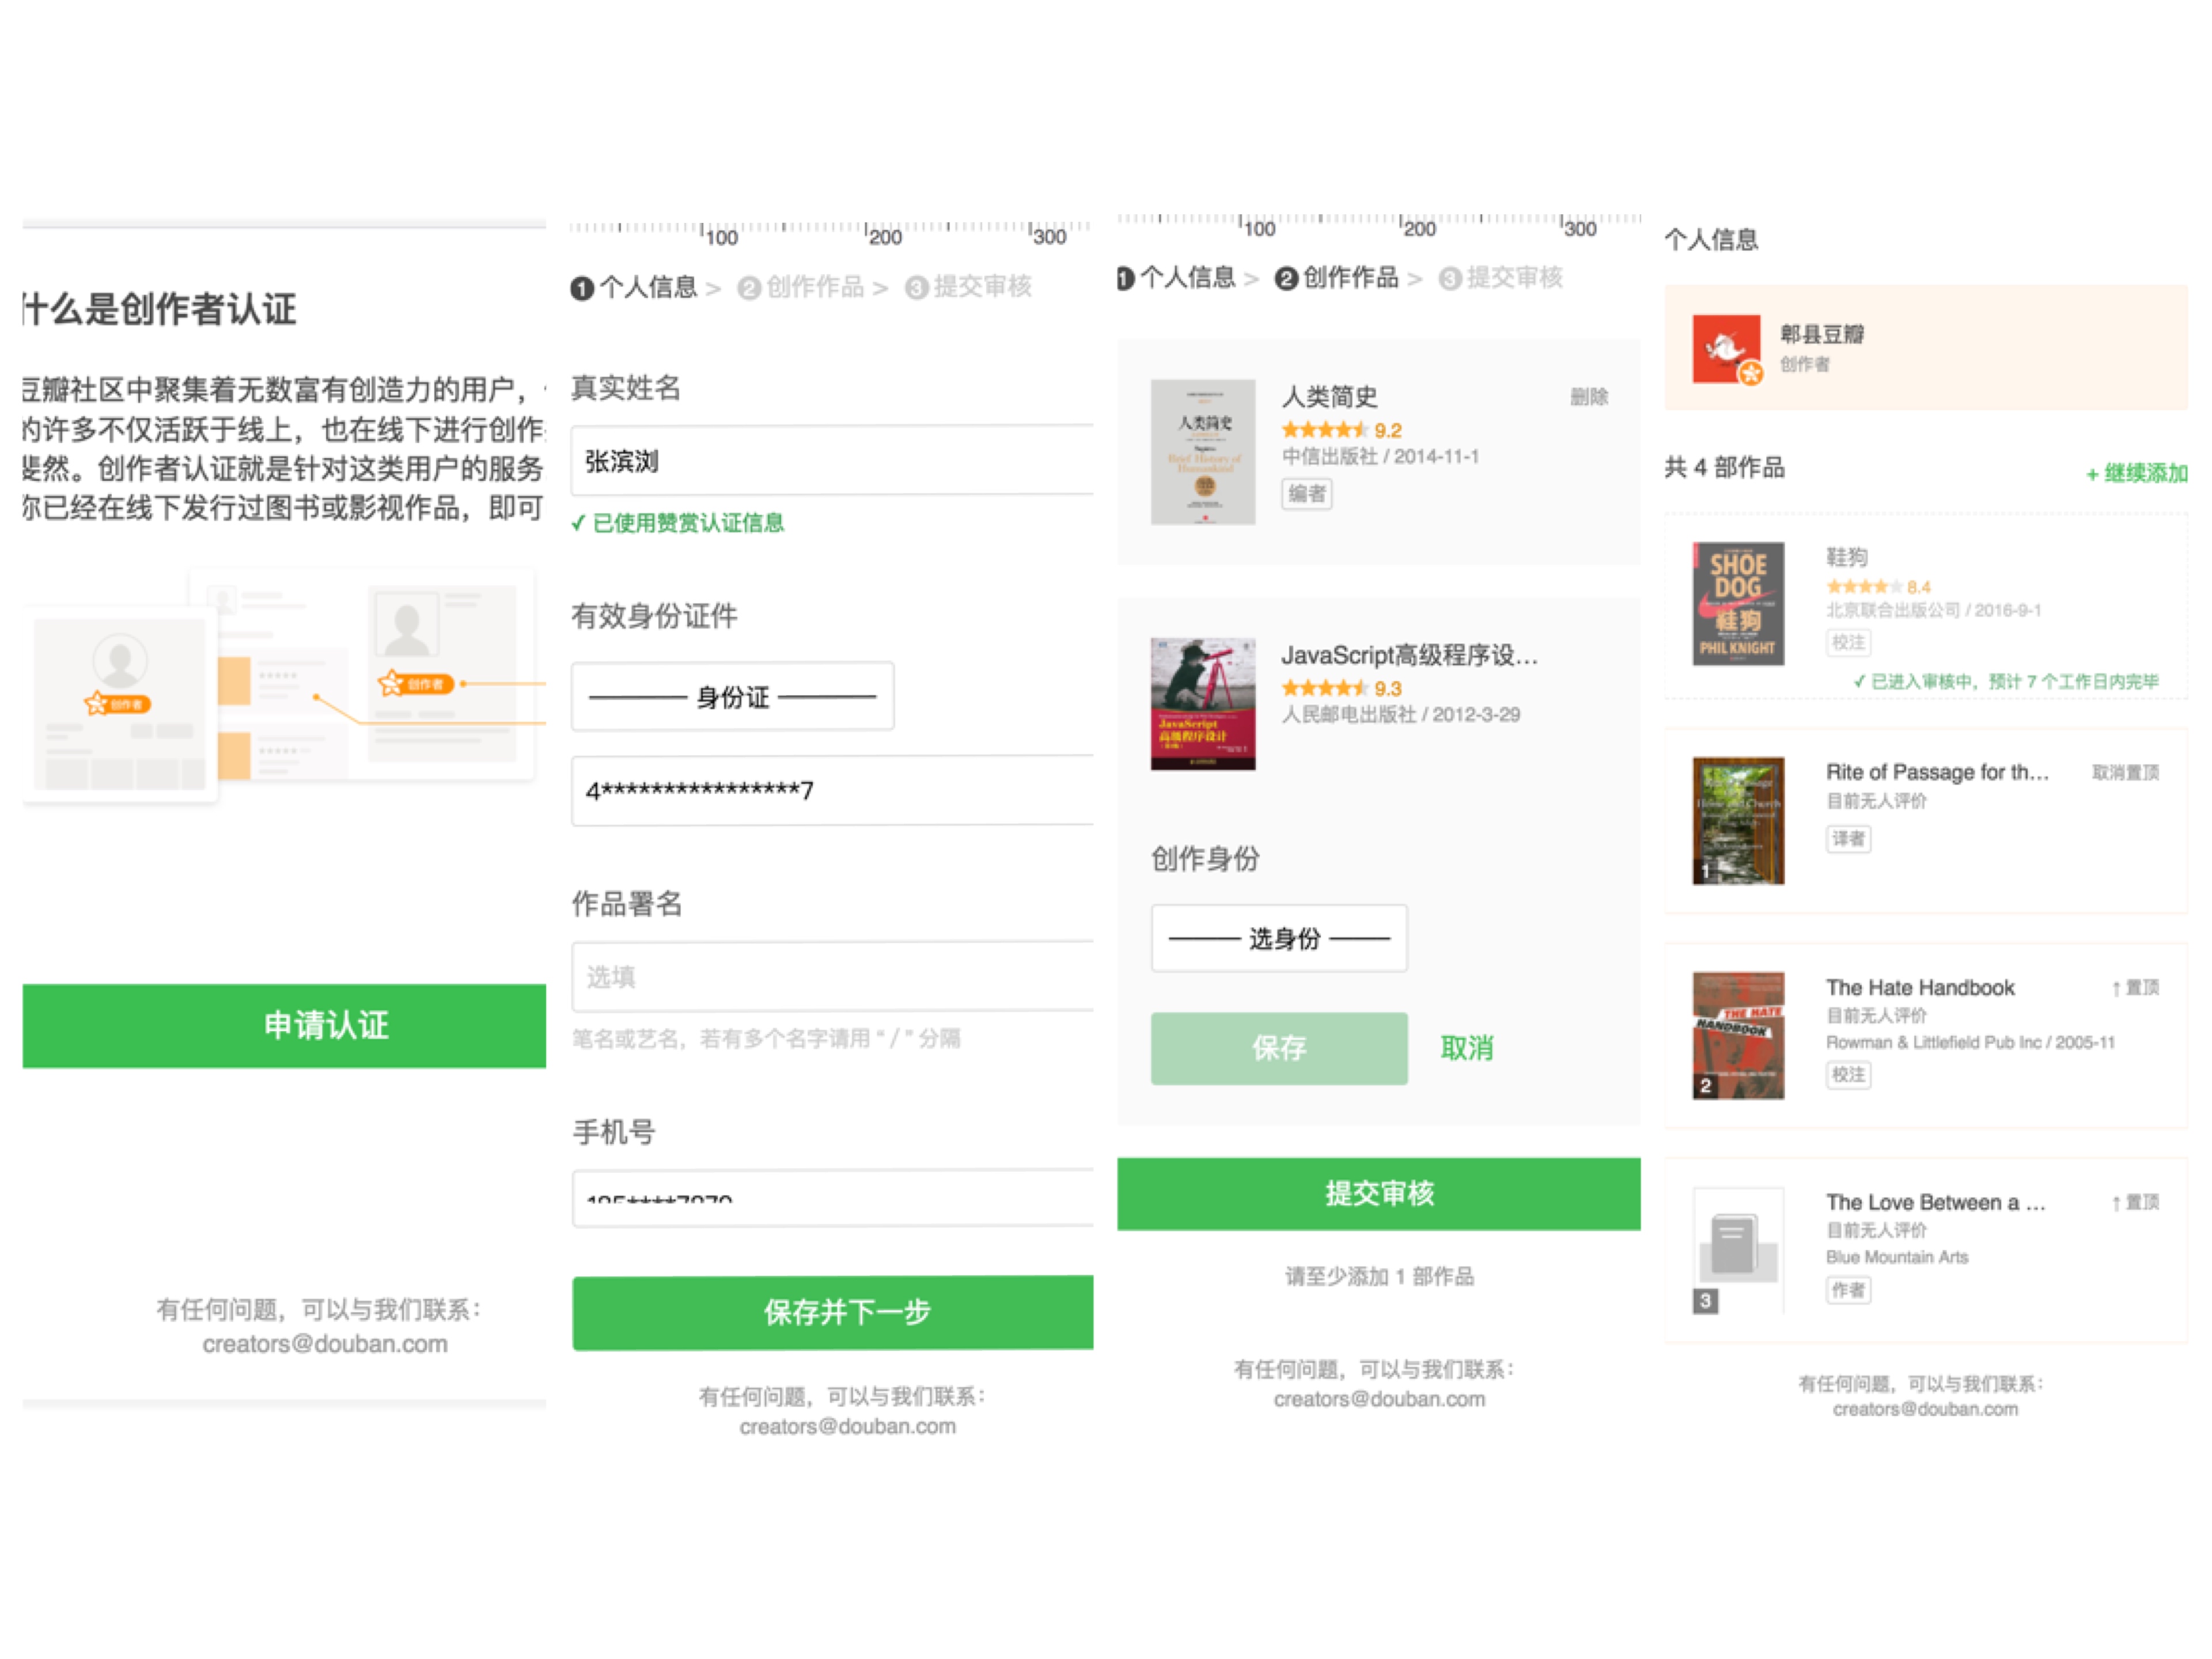 什么是创作者认证
豆瓣社区中聚集着无数富有创造力的用户，
的许多不仅活跃于线上，也在线下进行创作
斐然。创作者认证就是针对这类用户的服务
你已经在线下发行过图书或影视作品，即可
创作者
创作者
申请认证
有任何问题，可以与我们联系：
creators@douban.com
100 200 300
1 个人信息 > 2 创作作品 > 3 提交审核
真实姓名
张滨浏
✓ 已使用赞赏认证信息
有效身份证件
身份证
4****************7
作品署名
选填
笔名或艺名，若有多个名字请用 “ / ” 分隔
手机号
保存并下一步
有任何问题，可以与我们联系：
creators@douban.com
100 200 300
1 个人信息 > 2 创作作品 > 3 提交审核
人类简史
人类简史 删除
9.2
中信出版社 / 2014-11-1
编者
JavaScript
高级程序设计
JavaScript高级程序设...
9.3
人民邮电出版社 / 2012-3-29
创作身份
选身份
保存 取消
提交审核
请至少添加 1 部作品
有任何问题，可以与我们联系：
creators@douban.com
个人信息
郫县豆瓣
创作者
共 4 部作品 + 继续添加
SHOE
DOG
鞋狗
PHIL KNIGHT
鞋狗
8.4
北京联合出版公司 / 2016-9-1
校注
✓ 已进入审核中，预计 7 个工作日内完毕
1
Rite of Passage for th... 取消置顶
目前无人评价
译者
THE HATE
HANDBOOK
2
The Hate Handbook ↑ 置顶
目前无人评价
Rowman & Littlefield Pub Inc / 2005-11
校注
3
The Love Between a ... ↑ 置顶
目前无人评价
Blue Mountain Arts
作者
有任何问题，可以与我们联系：
creators@douban.com